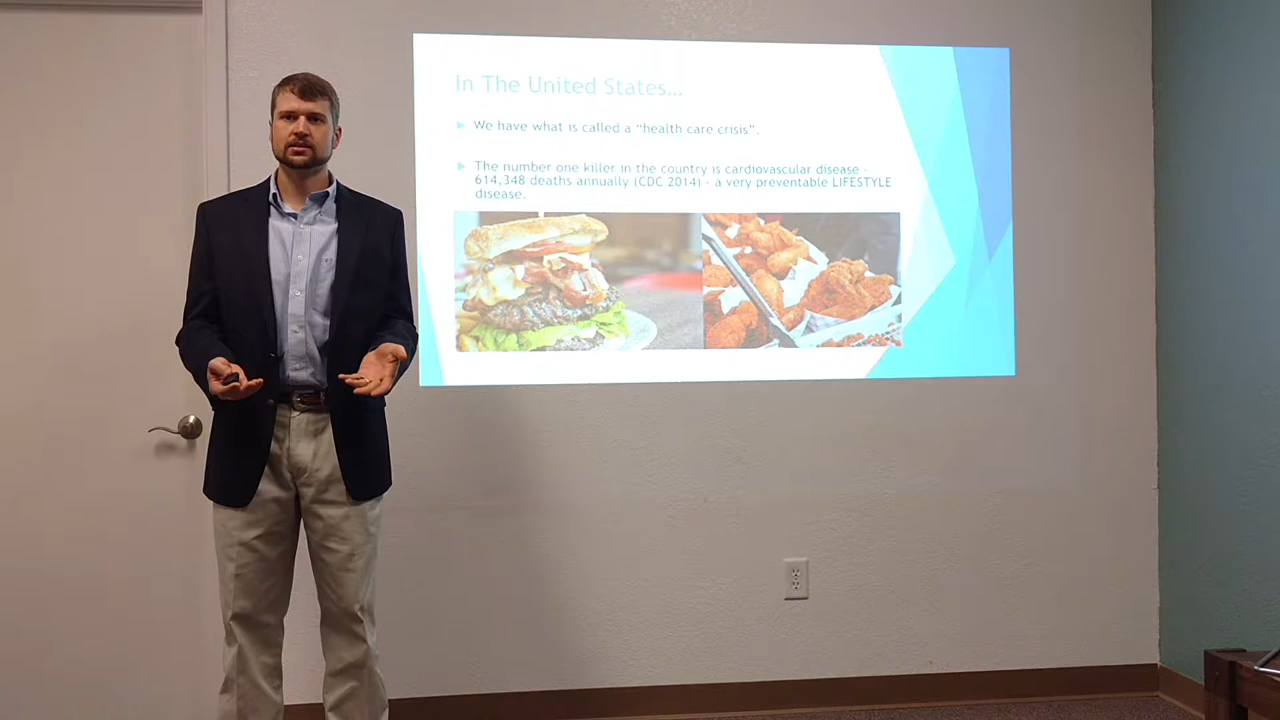 In The United States...
We have what is called a "health care crisis".
The number one killer in the country is cardiovascular disease -
614,348 deaths annually (CDC 2014) - a very preventable LIFESTYLE
disease.